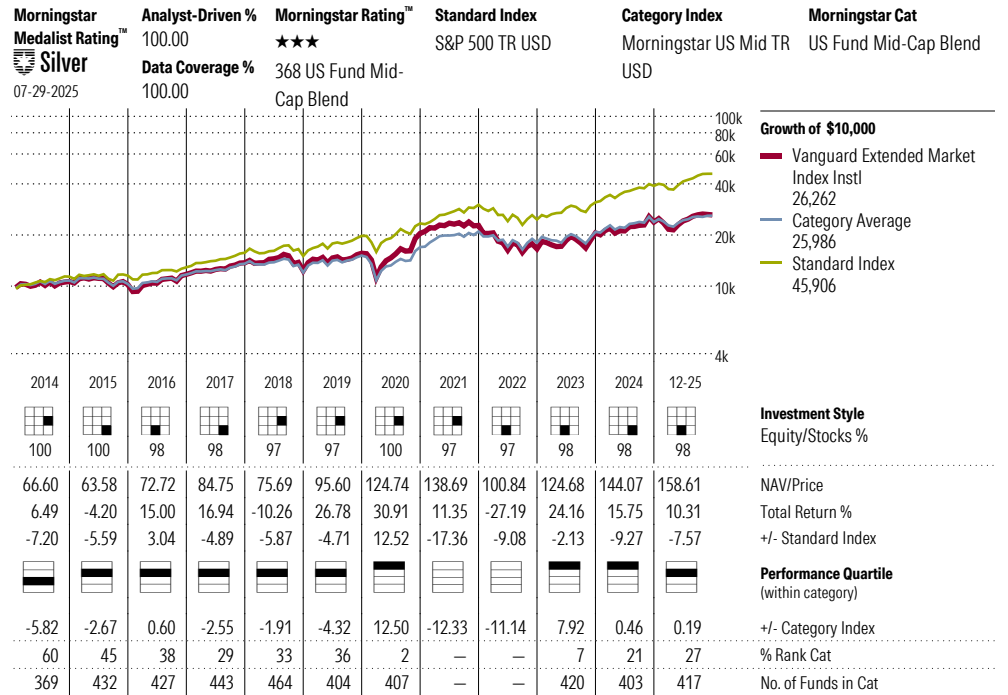 Morningstar Medalist Rating™
Silver
07-29-2025
Analyst-Driven %
100.00
Data Coverage %
100.00
Morningstar Rating™
★★★
368 US Fund Mid-
Cap Blend
Standard Index
S&P 500 TR USD
Category Index
Morningstar US Mid TR
USD
Morningstar Cat
US Fund Mid-Cap Blend
100k
80k
60k
40k
20k
10k
4k
Growth of $10,000
Vanguard Extended Market
Index Instl
26,262
Category Average
25,986
Standard Index
45,906
2014 2015 2016 2017 2018 2019 2020 2021 2022 2023 2024 12-25
Investment Style
Equity/Stocks %
100 100 98 98 97 97 100 97 97 98 98 98
66.60 63.58 72.72 84.75 75.69 95.60 124.74 138.69 100.84 124.68 144.07 158.61 NAV/Price
6.49 -4.20 15.00 16.94 -10.26 26.78 30.91 11.35 -27.19 24.16 15.75 10.31 Total Return %
-7.20 -5.59 3.04 -4.89 -5.87 -4.71 12.52 -17.36 -9.08 -2.13 -9.27 -7.57 +/- Standard Index
Performance Quartile
(within category)
-5.82 -2.67 0.60 -2.55 -1.91 -4.32 12.50 -12.33 -11.14 7.92 0.46 0.19 +/- Category Index
60 45 38 29 33 36 2 — — 7 21 27 % Rank Cat
369 432 427 443 464 404 407 — — 420 403 417 No. of Funds in Cat